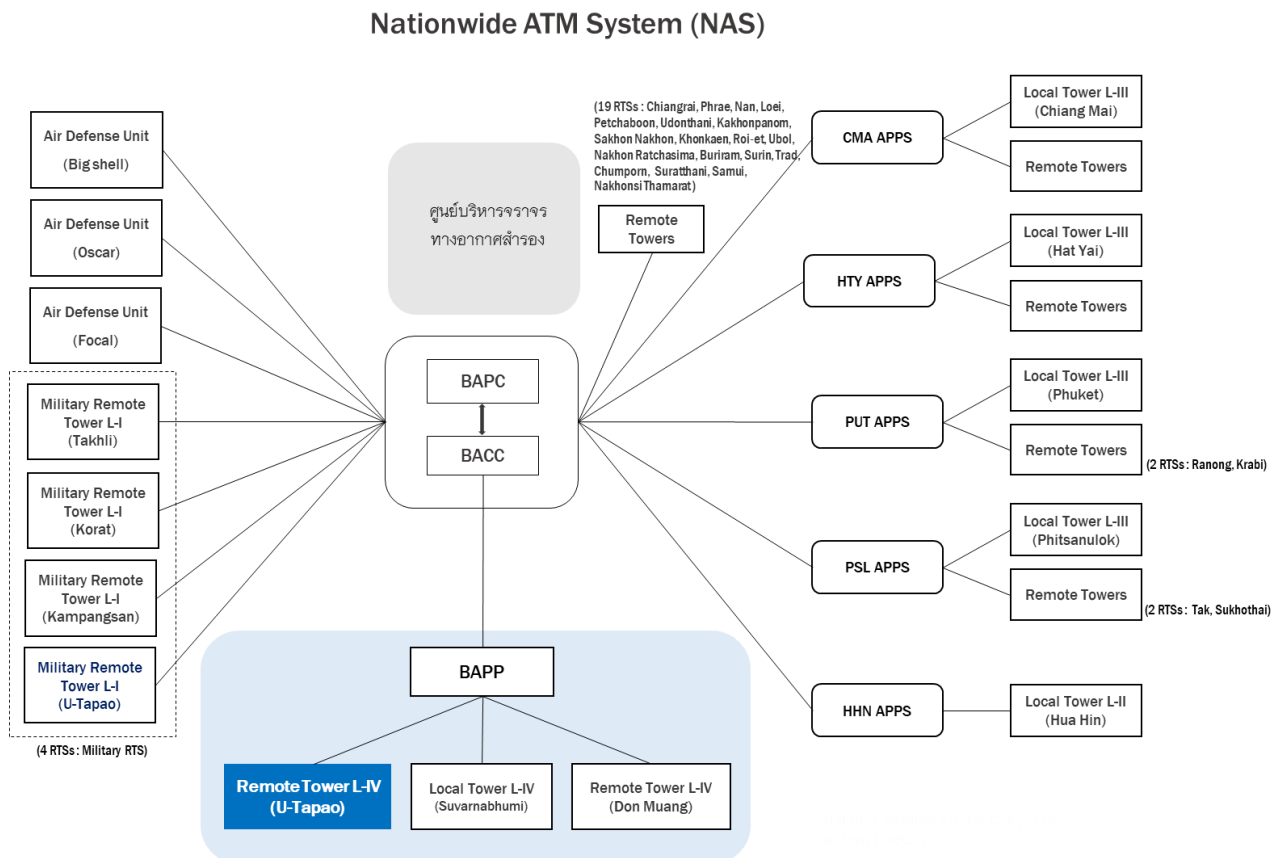 Nationwide ATM System (NAS)
Air Defense Unit
(Big shell)
Air Defense Unit
(Oscar)
Air Defense Unit
(Focal)
Military Remote
Tower L-I
(Takhli)
Military Remote
Tower L-I
(Korat)
Military Remote
Tower L-I
(Kampangsan)
Military Remote
Tower L-I
(U-Tapao)
(4 RTSs : Military RTS)
ศูนย์บริหารจราจร
ทางอากาศสำรอง
BAPC
BACC
BAPP
Remote Tower L-IV
(U-Tapao)
Local Tower L-IV
(Suvarnabhumi)
Remote Tower L-IV
(Don Muang)
(19 RTSs : Chiangrai, Phrae, Nan, Loei,
Petchaboon, Udonthani, Kakhonpanom,
Sakhon Nakhon, Khonkaen, Roi-et, Ubol,
Nakhon Ratchasima, Buriram, Surin, Trad,
Chumporn, Suratthani, Samui,
Nakhonsi Thamarat)
Remote
Towers
CMA APPS
Local Tower L-III
(Chiang Mai)
Remote Towers
HTY APPS
Local Tower L-III
(Hat Yai)
Remote Towers
PUT APPS
Local Tower L-III
(Phuket)
Remote Towers
(2 RTSs : Ranong, Krabi)
PSL APPS
Local Tower L-III
(Phitsanulok)
Remote Towers
(2 RTSs : Tak, Sukhothai)
HHN APPS
Local Tower L-II
(Hua Hin)